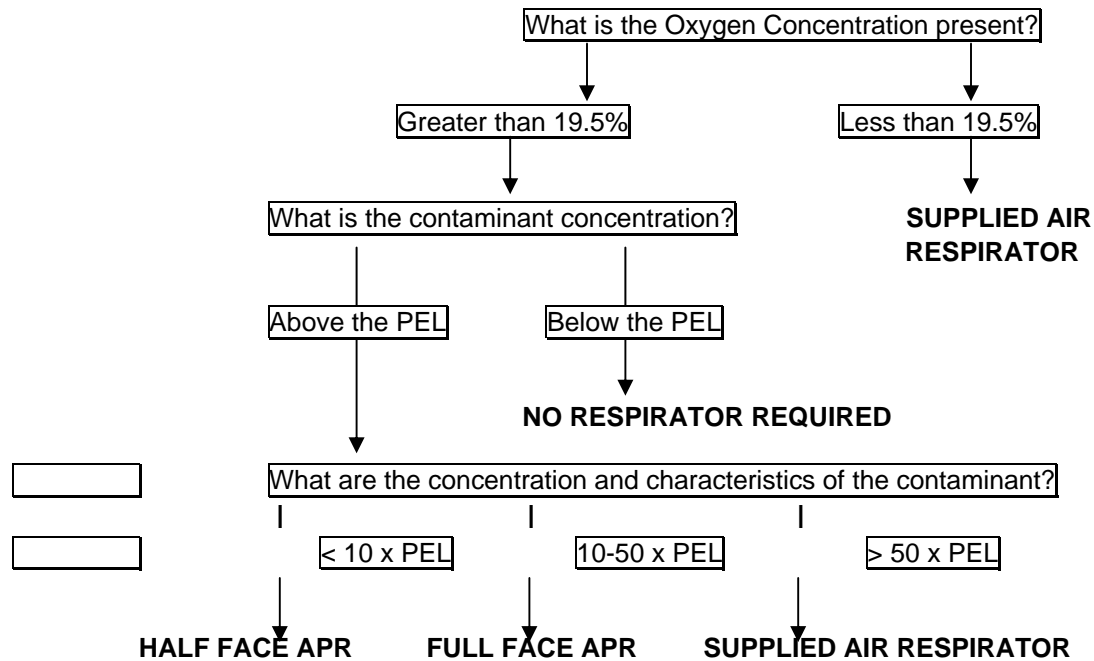 What is the Oxygen Concentration present?
Greater than 19.5%
Less than 19.5%
What is the contaminant concentration?
SUPPLIED AIR
RESPIRATOR
Above the PEL
Below the PEL
NO RESPIRATOR REQUIRED
What are the concentration and characteristics of the contaminant?
< 10 x PEL
10-50 x PEL
> 50 x PEL
HALF FACE APR
FULL FACE APR
SUPPLIED AIR RESPIRATOR